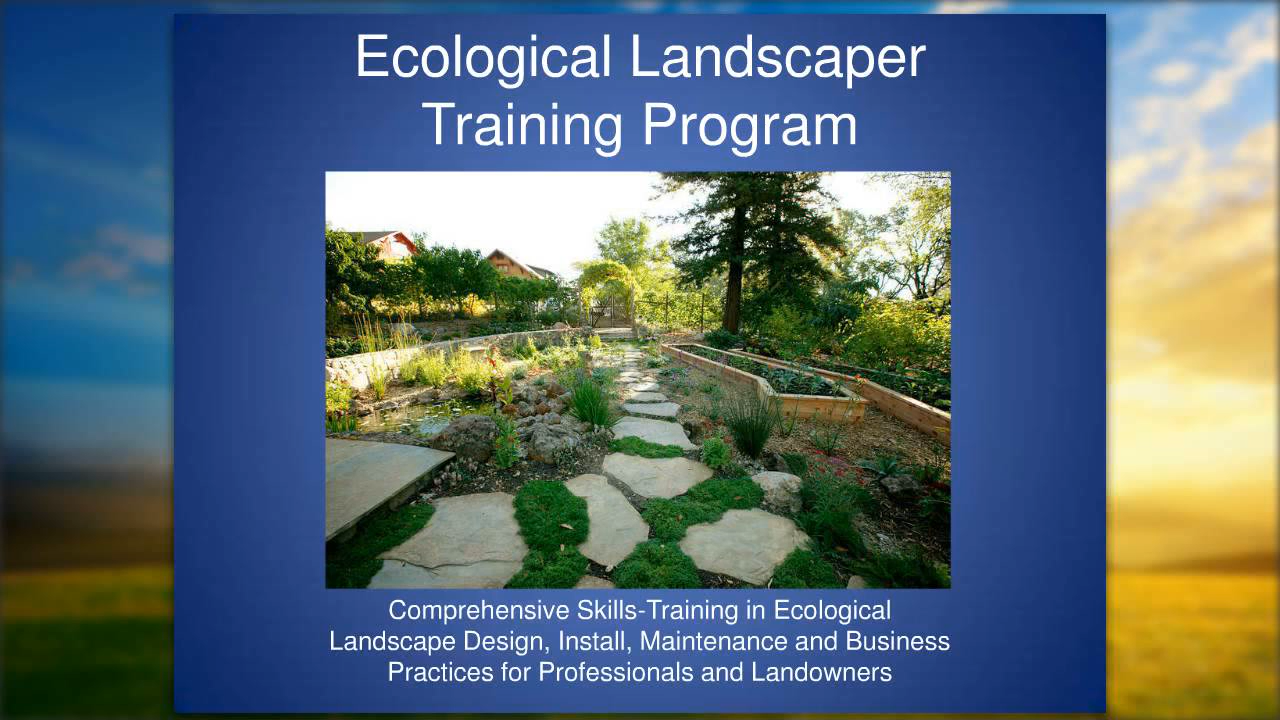 Ecological Landscaper
Training Program
Comprehensive Skills-Training in Ecological
Landscape Design, Install, Maintenance and Business
Practices for Professionals and Landowners